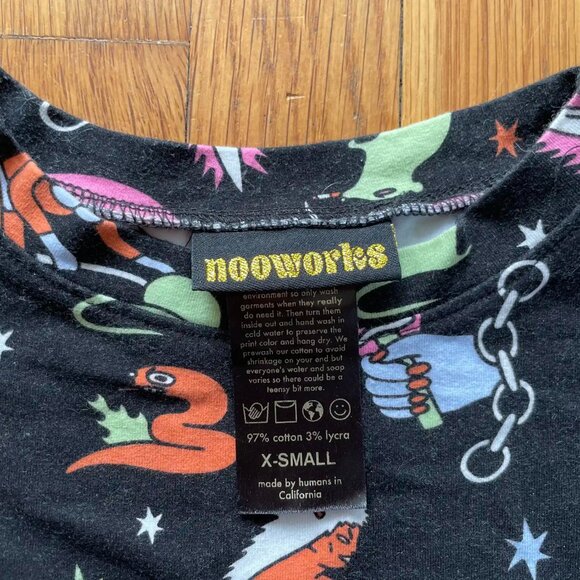 nooworks
environment so only wash
garments when they really
do need it. Then turn them
inside out and hand wash in
cold water to preserve the
print color and hang dry. We
prewash our cotton to avoid
shrinkage on your end but
everyone's water and soap
varies so there could be a
teensy bit more.
97% cotton 3% lycra
X-SMALL
made by humans in
California